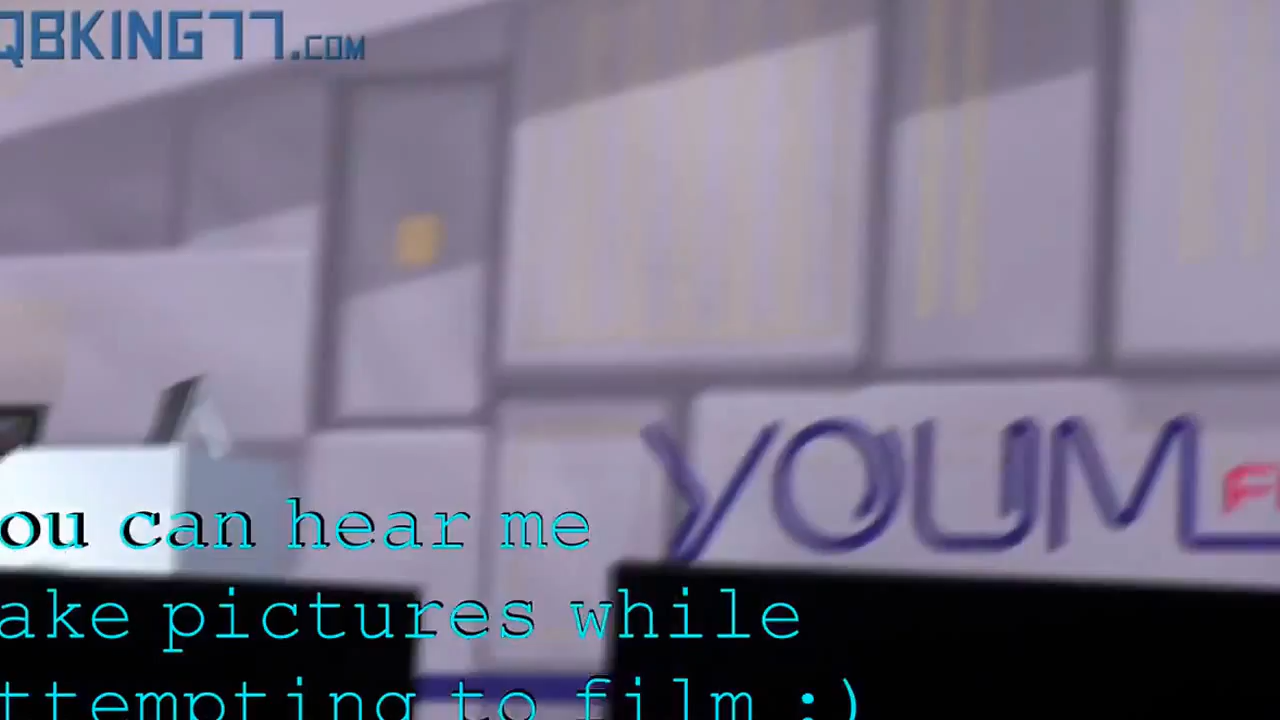 QBKING77.COM
YOUM
ou can hear me
ake pictures while
ttempting to film :)